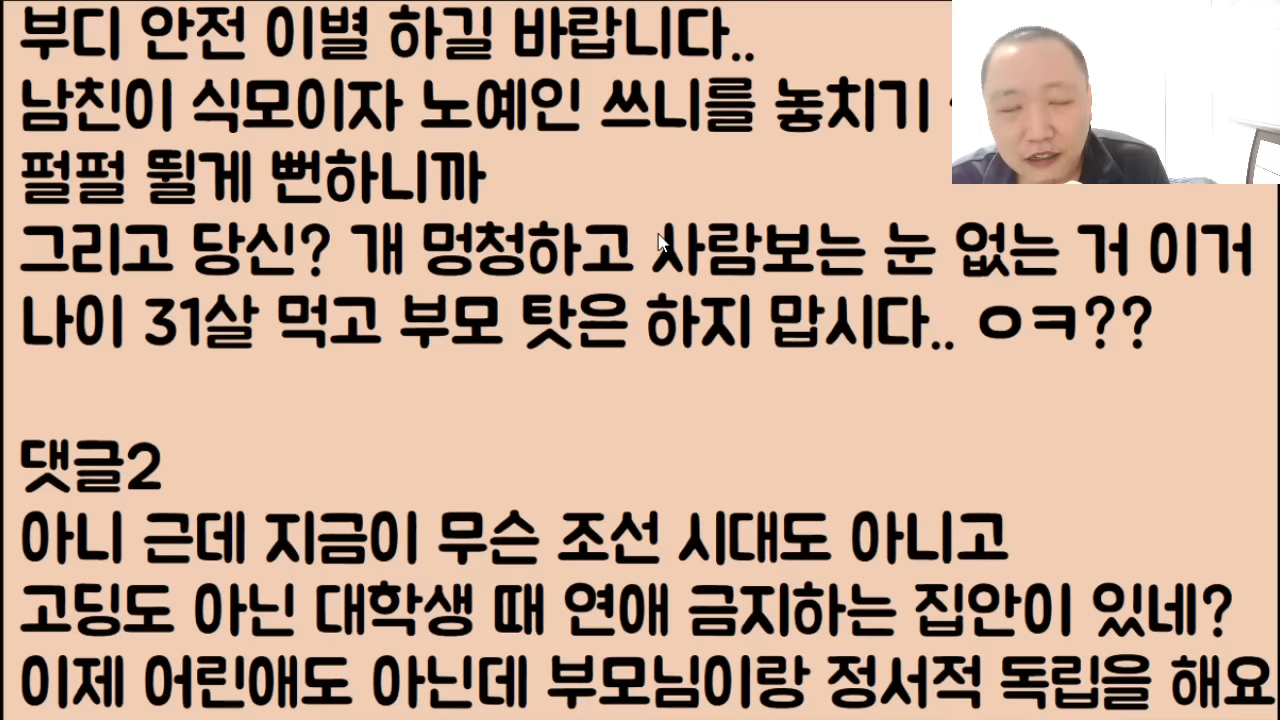 부디 안전 이별 하길 바랍니다..
남친이 식모이자 노예인 쓰니를 놓치기
펄펄 뛸게 뻔하니까
그리고 당신? 개 멍청하고 사람보는 눈 없는 거 이거
나이 31살 먹고 부모 탓은 하지 맙시다.. ㅇㅋ??
댓글2
아니 근데 지금이 무슨 조선 시대도 아니고
고딩도 아닌 대학생 때 연애 금지하는 집안이 있네?
이제 어린애도 아닌데 부모님이랑 정서적 독립을 해요